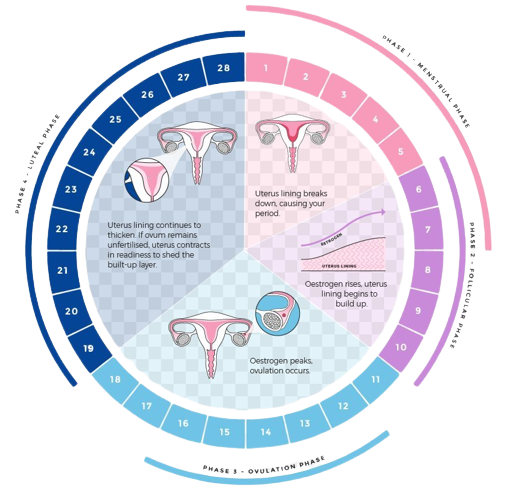 PHASE 1 - MENSTRUAL PHASE
PHASE 2 - FOLLICULAR PHASE
PHASE 3 - OVULATION PHASE
PHASE 4 - LUTEAL PHASE
1
2
3
4
5
6
7
8
9
10
11
12
13
14
15
16
17
18
19
20
21
22
23
24
25
26
27
28
Uterus lining breaks
down, causing your
period.
ESTROGEN
UTERUS LINING
Oestrogen rises, uterus
lining begins to
build up.
Oestrogen peaks,
ovulation occurs.
Uterus lining continues to
thicken. If ovum remains
unfertilised, uterus contracts
in readiness to shed the
built-up layer.